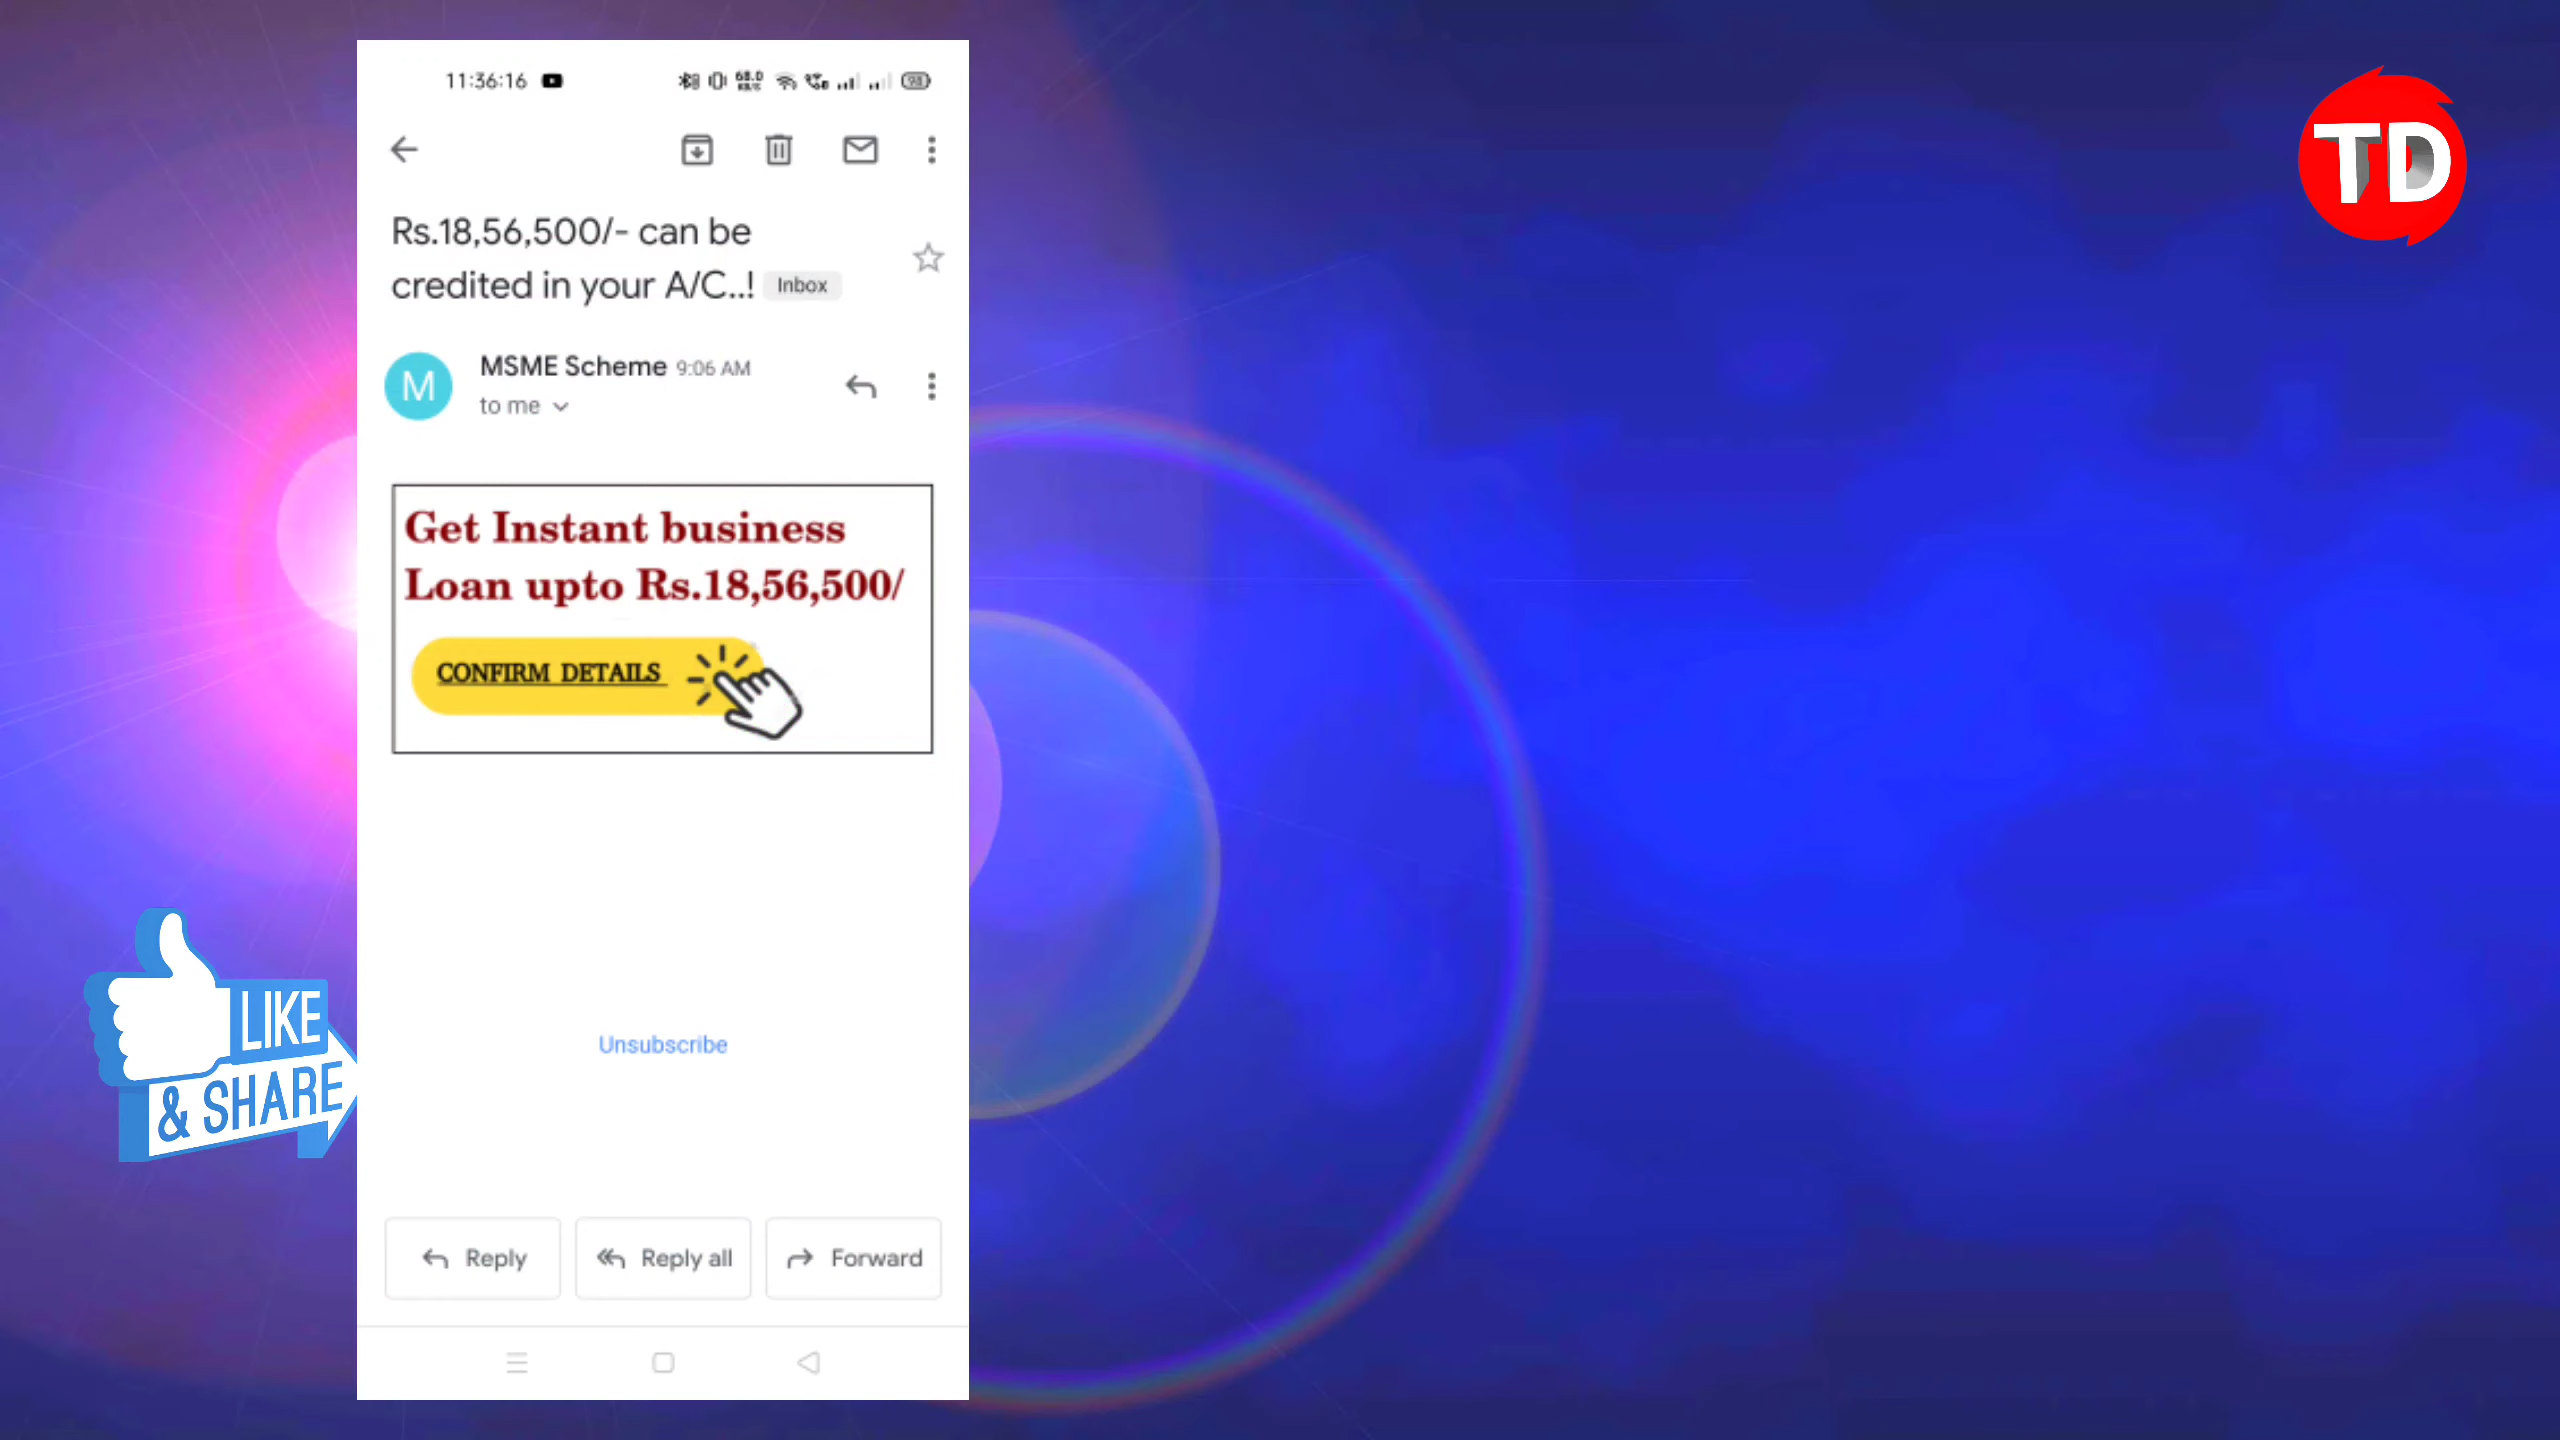 11:36:16
TD
Rs.18,56,500/- can be
credited in your A/C..! Inbox
M
MSME Scheme 9:06 AM
to me
Get Instant business
Loan upto Rs.18,56,500/
CONFIRM DETAILS
LIKE
& SHARE
Unsubscribe
Reply
Reply all
Forward